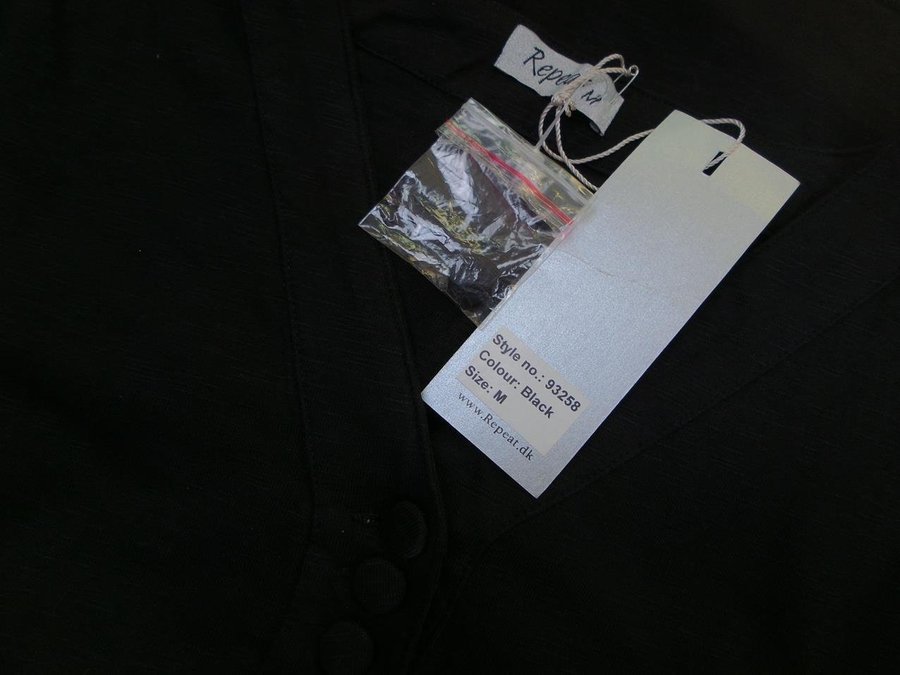 Repeat
M
Style no.: 93258
Colour: Black
Size: M
www.Repeat.dk